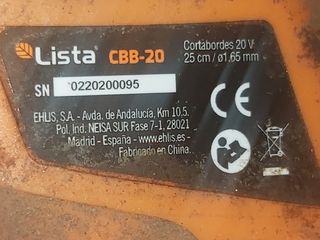 Lista® CBB-20
Cortabordes 20 V
25 cm / ø1.65 mm
SN 0220200095
EHLIS, S.A. - Avda. de Andalucía, Km 10,5
Pol. Ind. NEISA SUR Fase 7-1, 28021
Madrid - España - www.ehlis.es -
Fabricado en China.
CE